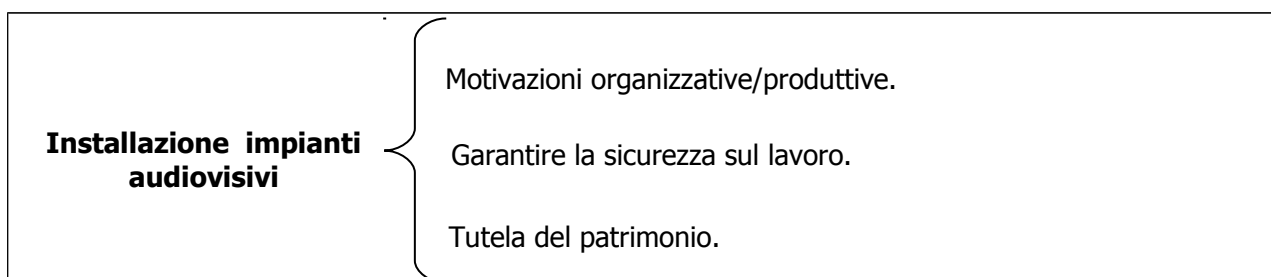 Installazione impianti
audiovisivi
Motivazioni organizzative/produttive.
Garantire la sicurezza sul lavoro.
Tutela del patrimonio.